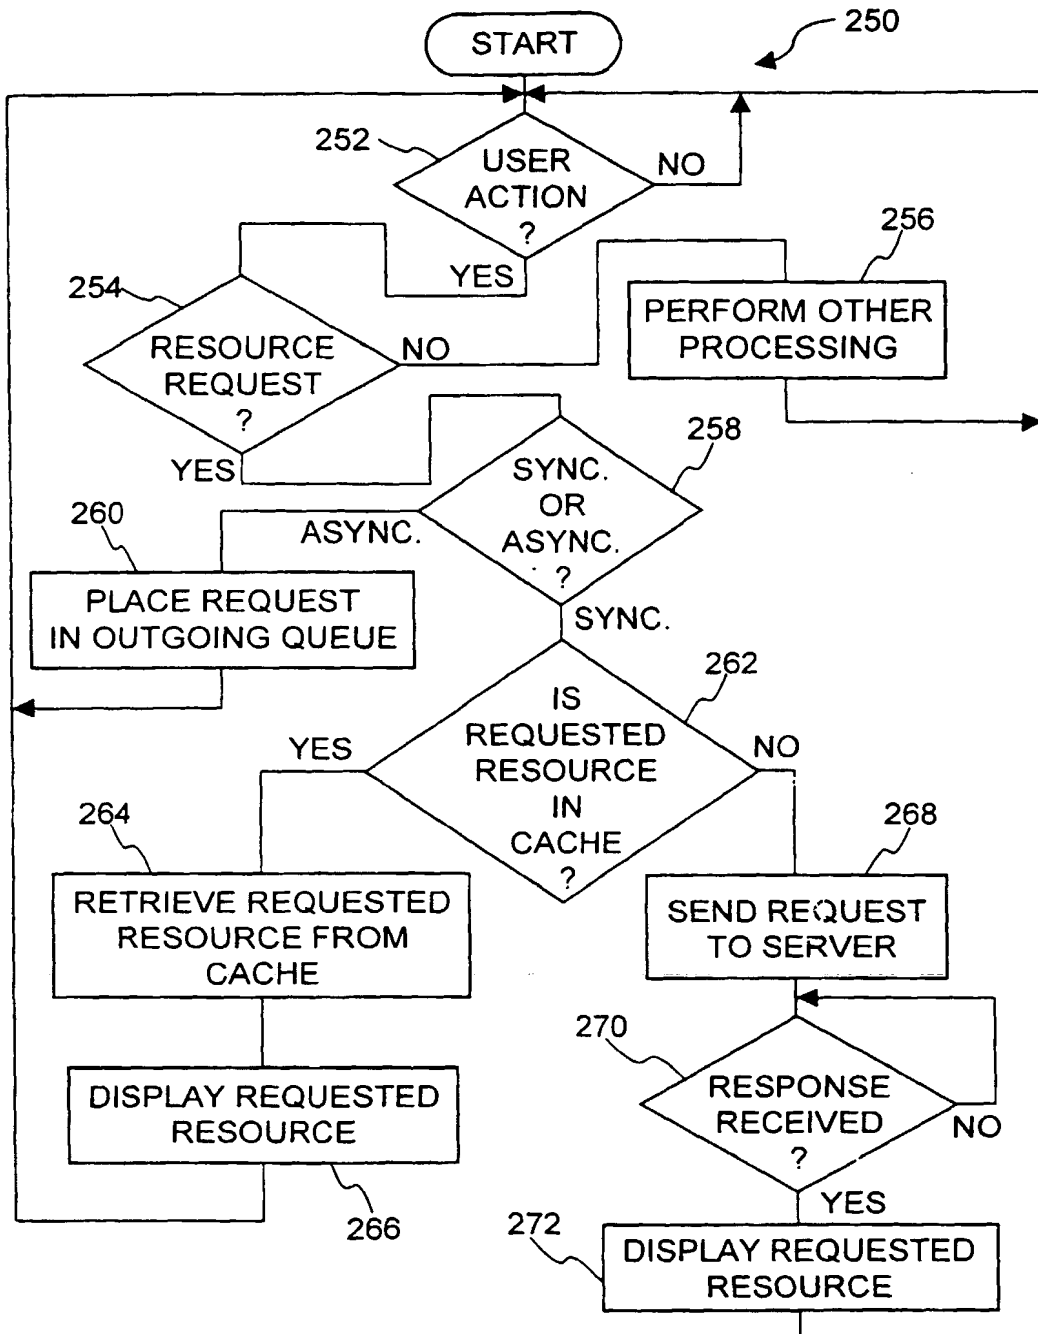 START
250
252
USER
ACTION
?
NO
YES
254
RESOURCE
REQUEST
?
NO
YES
256
PERFORM OTHER
PROCESSING
258
SYNC.
OR
ASYNC.
?
ASYNC.
SYNC.
260
PLACE REQUEST
IN OUTGOING QUEUE
262
IS
REQUESTED
RESOURCE
IN
CACHE
?
YES
NO
264
RETRIEVE REQUESTED
RESOURCE FROM
CACHE
268
SEND REQUEST
TO SERVER
DISPLAY REQUESTED
RESOURCE
266
270
RESPONSE
RECEIVED
?
NO
YES
272
DISPLAY REQUESTED
RESOURCE